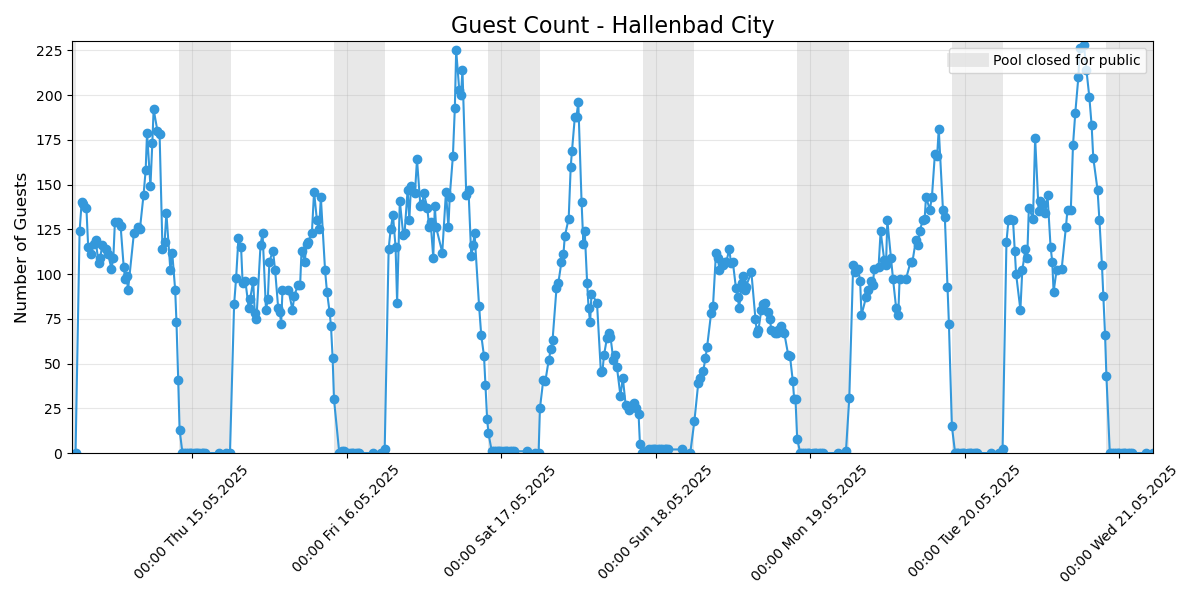 Guest Count - Hallenbad City
Pool closed for public
Number of Guests
225
200
175
150
125
100
75
50
25
0
00:00 Thu 15.05.2025
00:00 Fri 16.05.2025
00:00 Sat 17.05.2025
00:00 Sun 18.05.2025
00:00 Mon 19.05.2025
00:00 Tue 20.05.2025
00:00 Wed 21.05.2025